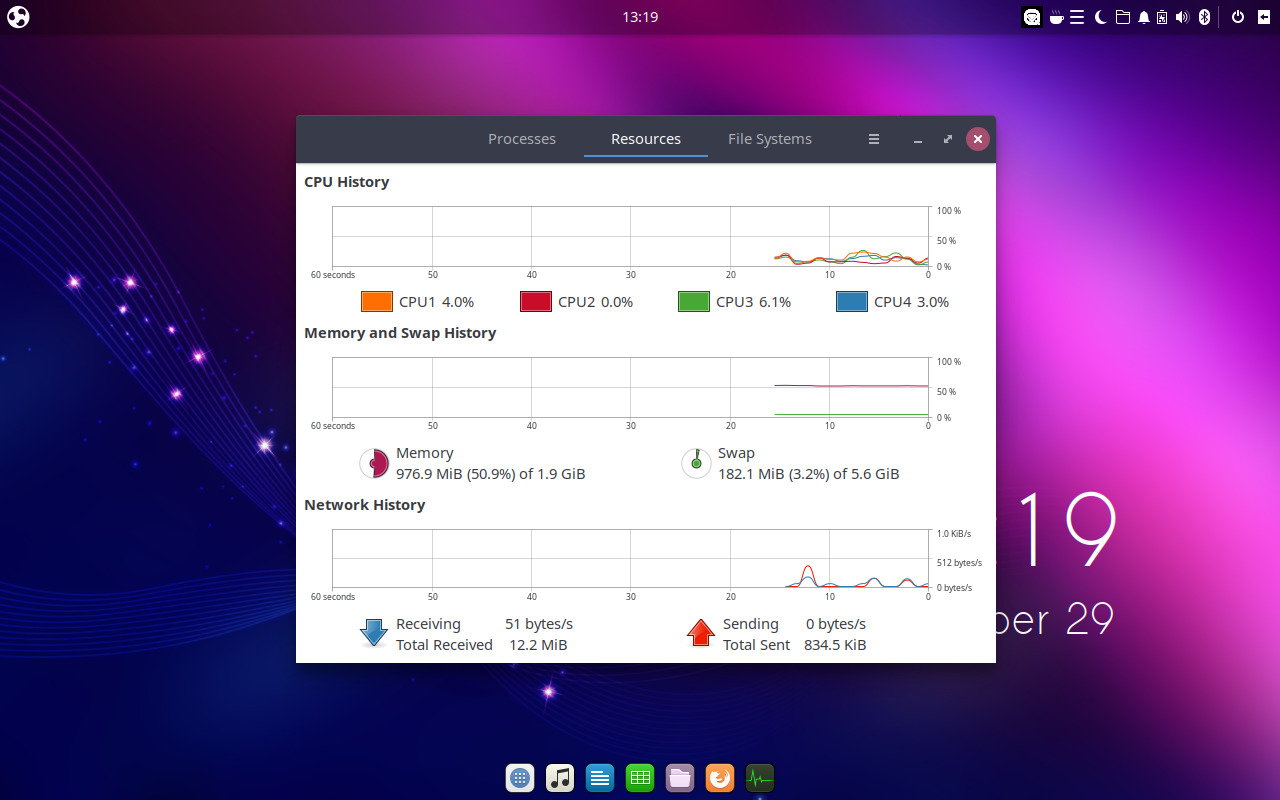 13:19
Processes Resources File Systems
CPU History
100 %
50 %
0 %
60 seconds 50 40 30 20 10 0
CPU1 4.0% CPU2 0.0% CPU3 6.1% CPU4 3.0%
Memory and Swap History
100 %
50 %
0 %
60 seconds 50 40 30 20 10 0
Memory
976.9 MiB (50.9%) of 1.9 GiB
Swap
182.1 MiB (3.2%) of 5.6 GiB
Network History
1.0 KiB/s
512 bytes/s
0 bytes/s
60 seconds 50 40 30 20 10 0
Receiving 51 bytes/s
Total Received 12.2 MiB
Sending 0 bytes/s
Total Sent 834.5 KiB
19
ber 29